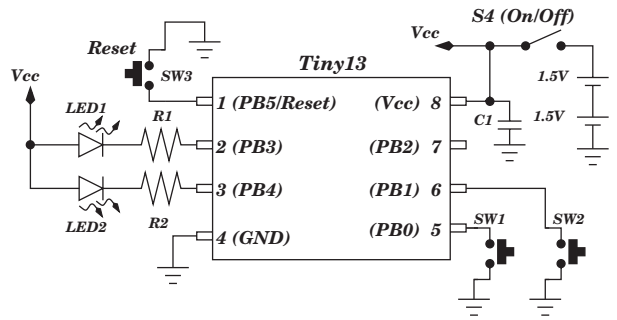 S4 (On/Off)
Vcc
Reset
SW3
Tiny13
Vcc
1.5V
LED1
R1
1 (PB5/Reset)
(Vcc) 8
C1
1.5V
2 (PB3)
(PB2) 7
3 (PB4)
(PB1) 6
LED2
R2
SW1
SW2
4 (GND)
(PB0) 5